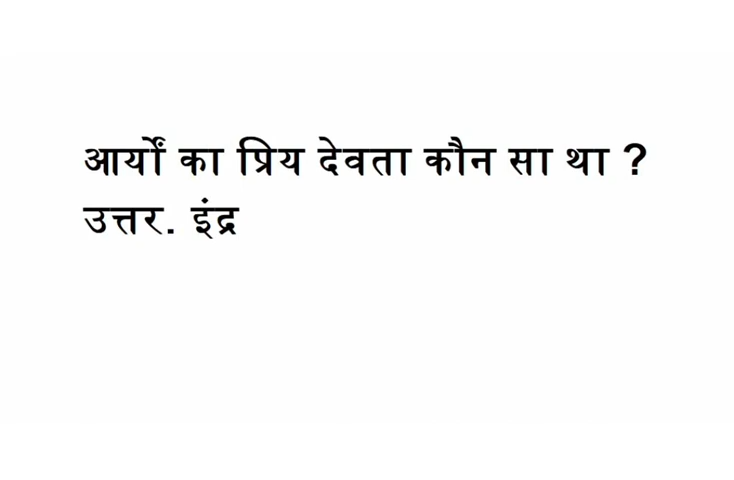 आर्यों का प्रिय देवता कौन सा था ?
उत्तर. इंद्र